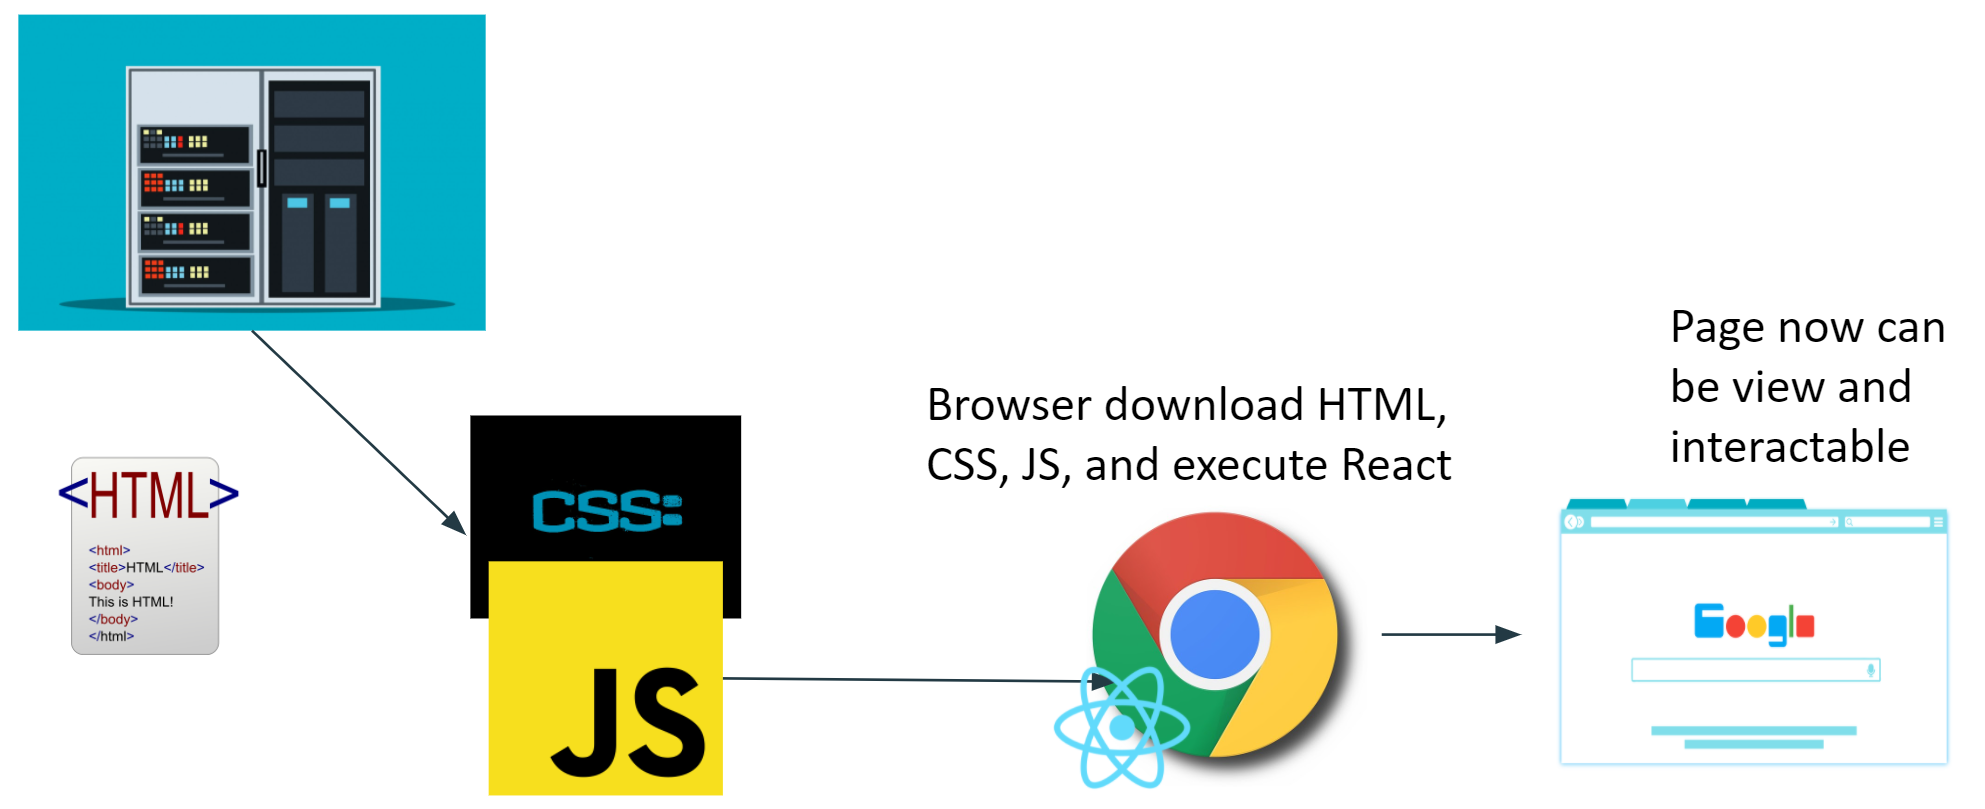 Page now can
be view and
interactable
Browser download HTML,
CSS, JS, and execute React
<HTML>
<html>
<title>HTML</title>
<body>
This is HTML!
</body>
</html>
CSS:
JS
Google